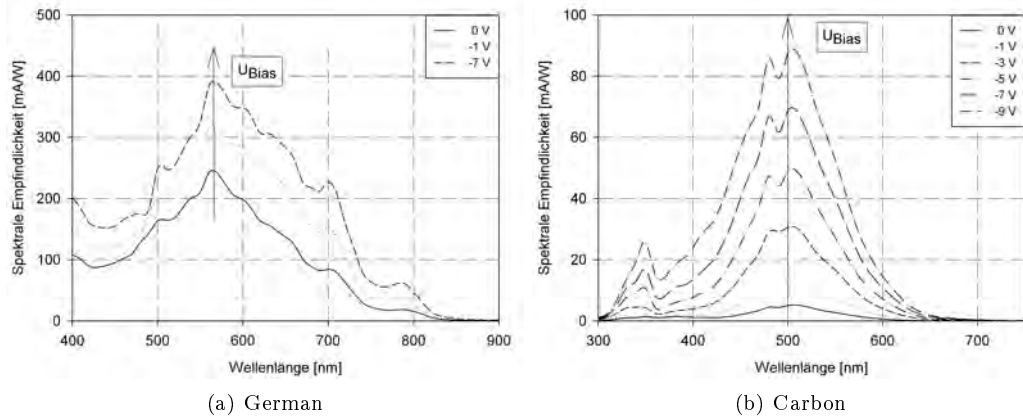 500
400
300
200
100
0
Spektrale Empfindlichkeit [mA/W]
UBias
0 V
-1 V
-7 V
400 500 600 700 800 900
Wellenlänge [nm]
(a) German
100
80
60
40
20
0
Spektrale Empfindlichkeit [mA/W]
UBias
0 V
-1 V
-3 V
-5 V
-7 V
-9 V
300 400 500 600 700
Wellenlänge [nm]
(b) Carbon